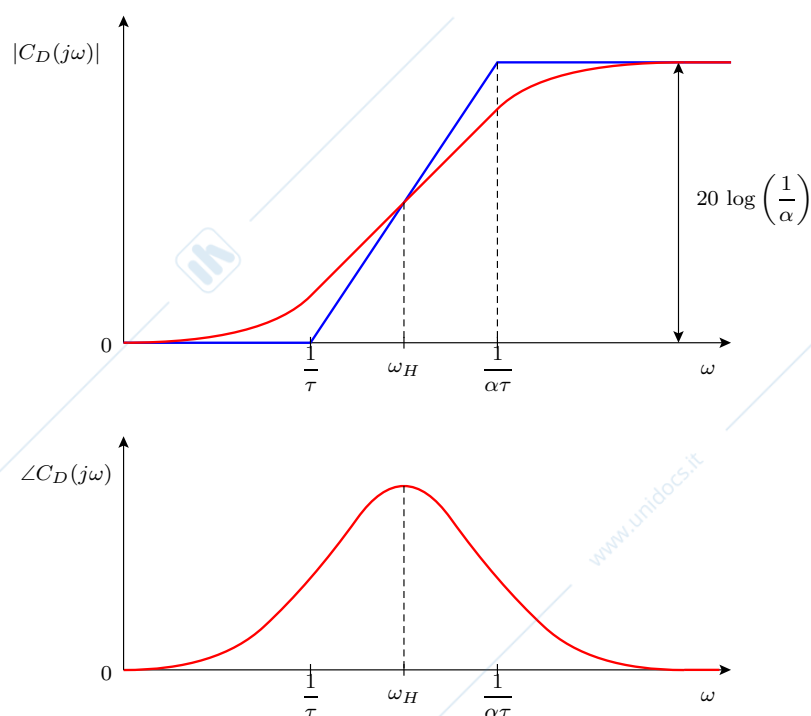 |C_D(jω)|
20 log (1/α)
0
1/τ
ω_H
1/ατ
ω
∠C_D(jω)
www.unidocs.it
0
1/τ
ω_H
1/ατ
ω